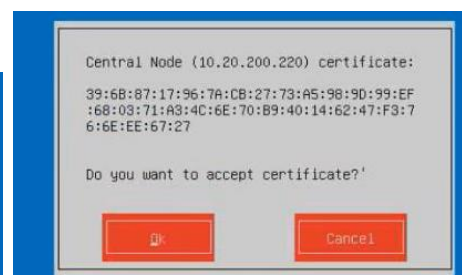 Central Node (10.20.200.220) certificate:
39:6B:87:17:96:7A:CB:27:73:A5:98:9D:99:EF
:68:03:71:A3:4C:6E:70:B9:40:14:62:47:F3:7
6:6E:EE:67:27
Do you want to accept certificate?'
Ok Cancel